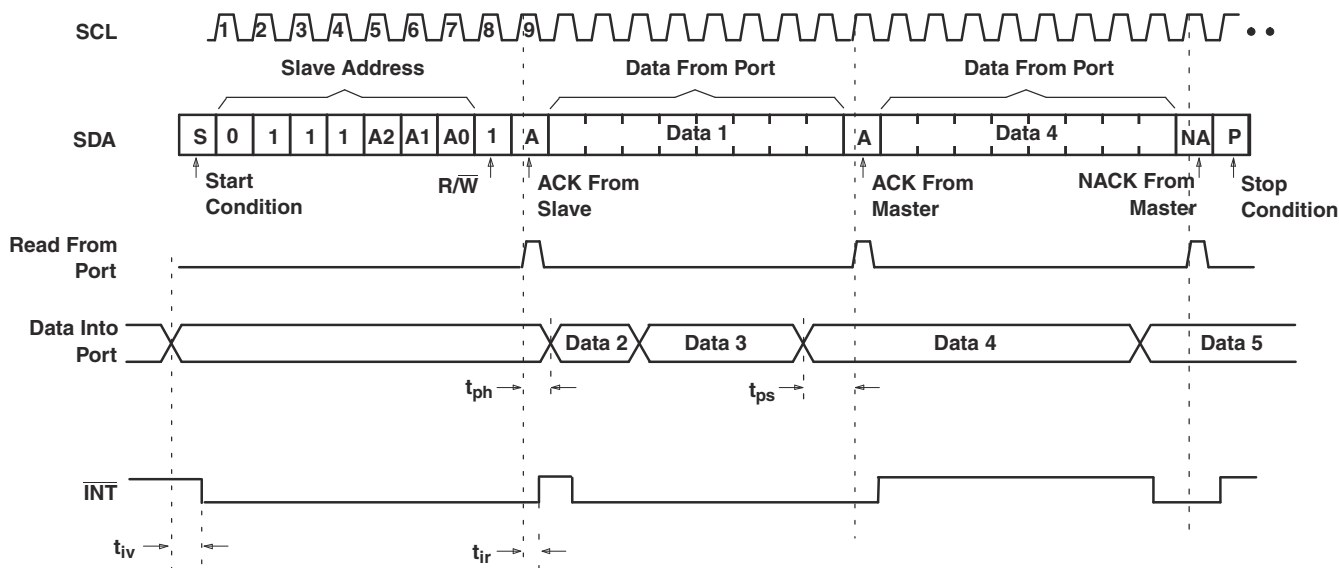 SCL 1 2 3 4 5 6 7 8 9
Slave Address Data From Port Data From Port
SDA S 0 1 1 1 A2 A1 A0 1 A Data 1 A Data 4 NA P
Start
Condition
R/W̅
ACK From
Slave
ACK From
Master
NACK From
Master
Stop
Condition
Read From
Port
Data Into
Port
Data 2 Data 3 Data 4 Data 5
tph tps
I̅N̅T̅
tiv tir